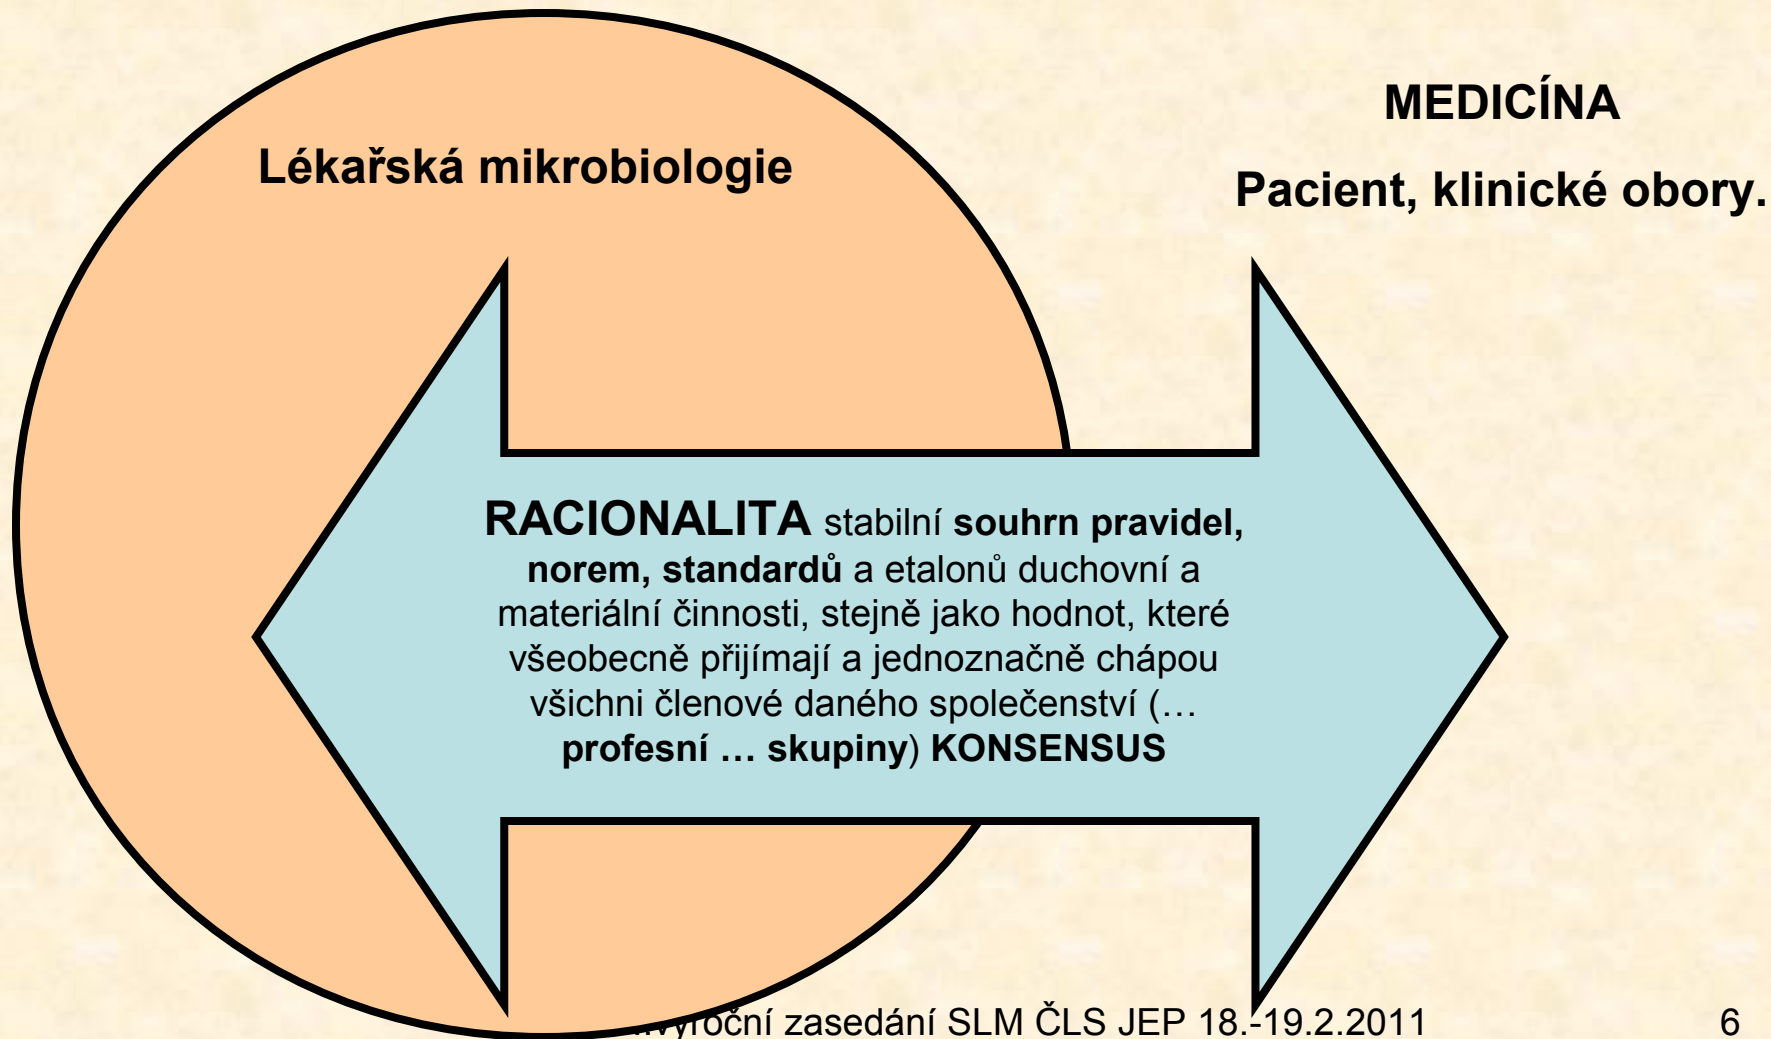 MEDICÍNA
Lékařská mikrobiologie
Pacient, klinické obory.
RACIONALITA stabilní souhrn pravidel,
norem, standardů a etalonů duchovní a
materiální činnosti, stejně jako hodnot, které
všeobecně přijímají a jednoznačně chápou
všichni členové daného společenství (…
profesní … skupiny) KONSENSUS
výroční zasedání SLM ČLS JEP 18.-19.2.2011
6